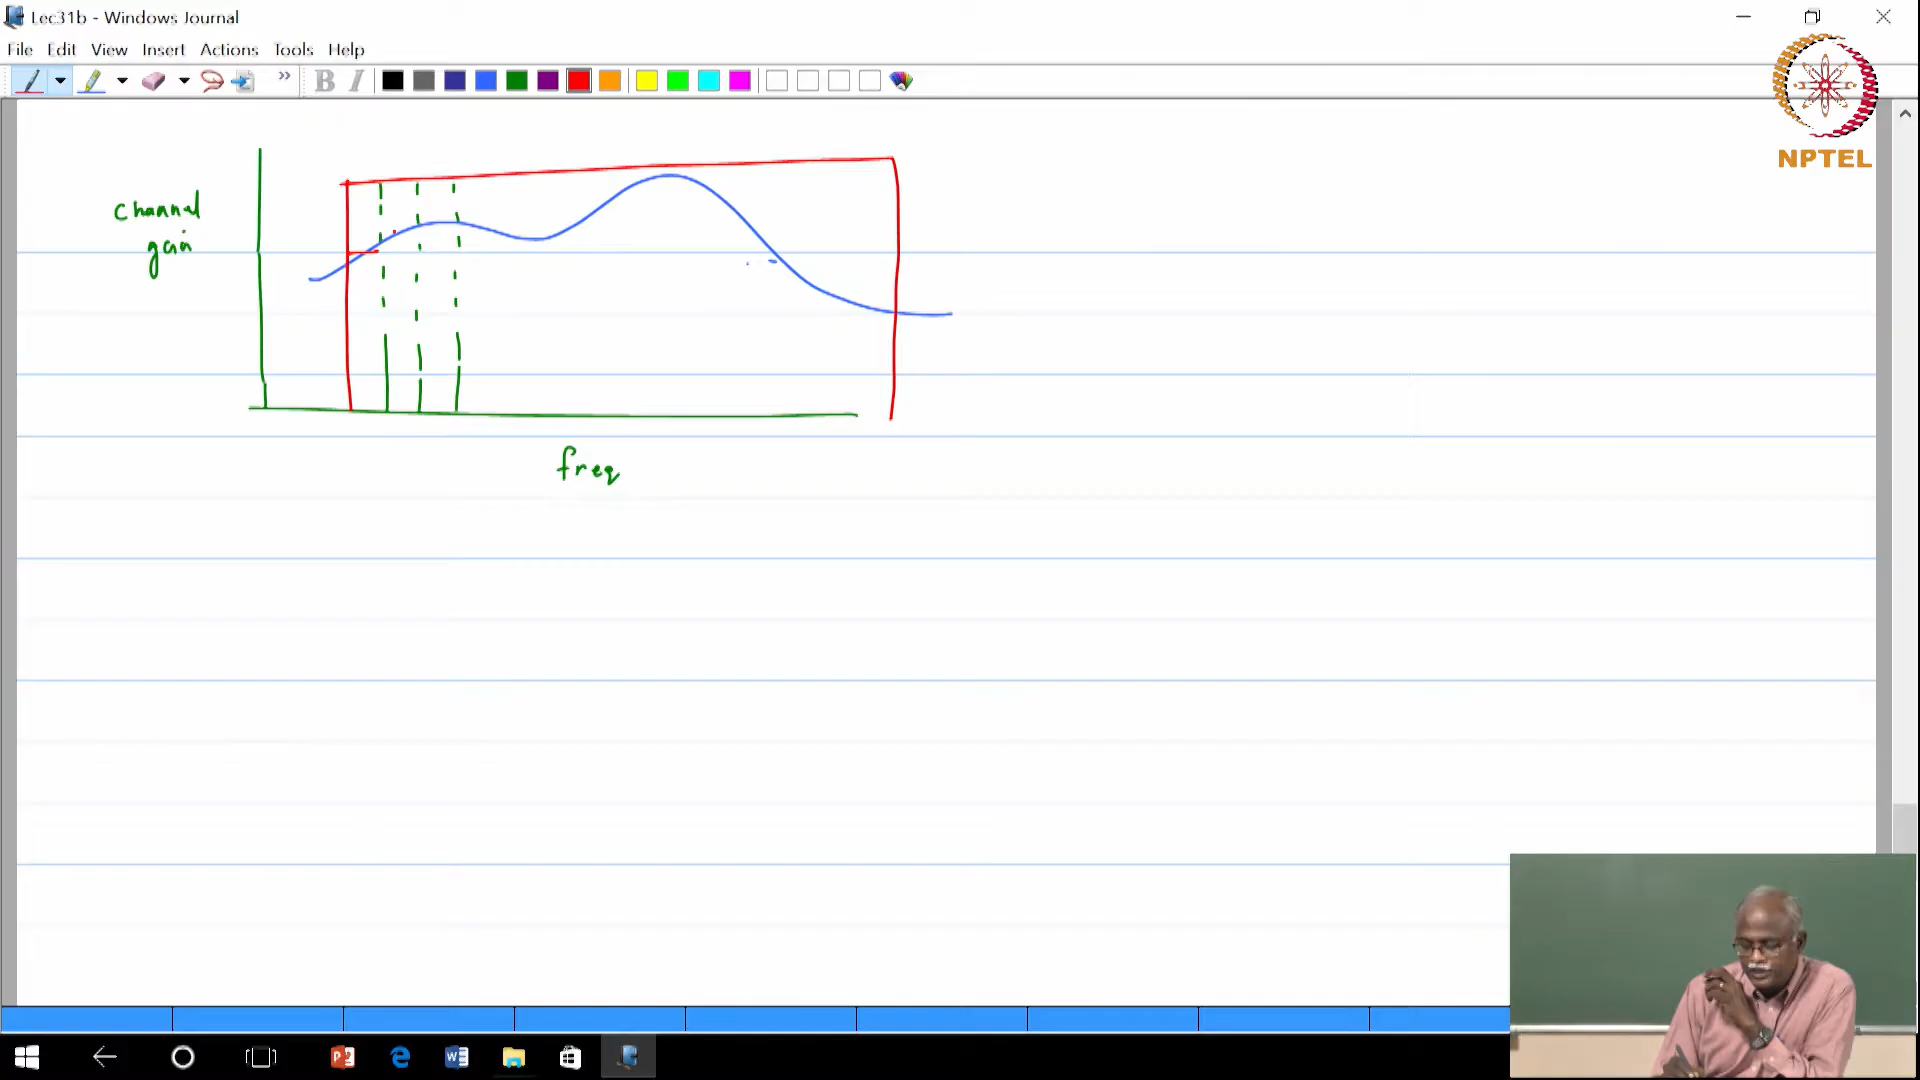 Lec31b - Windows Journal
File Edit View Insert Actions Tools Help
B I
NPTEL
channel
gain
freq